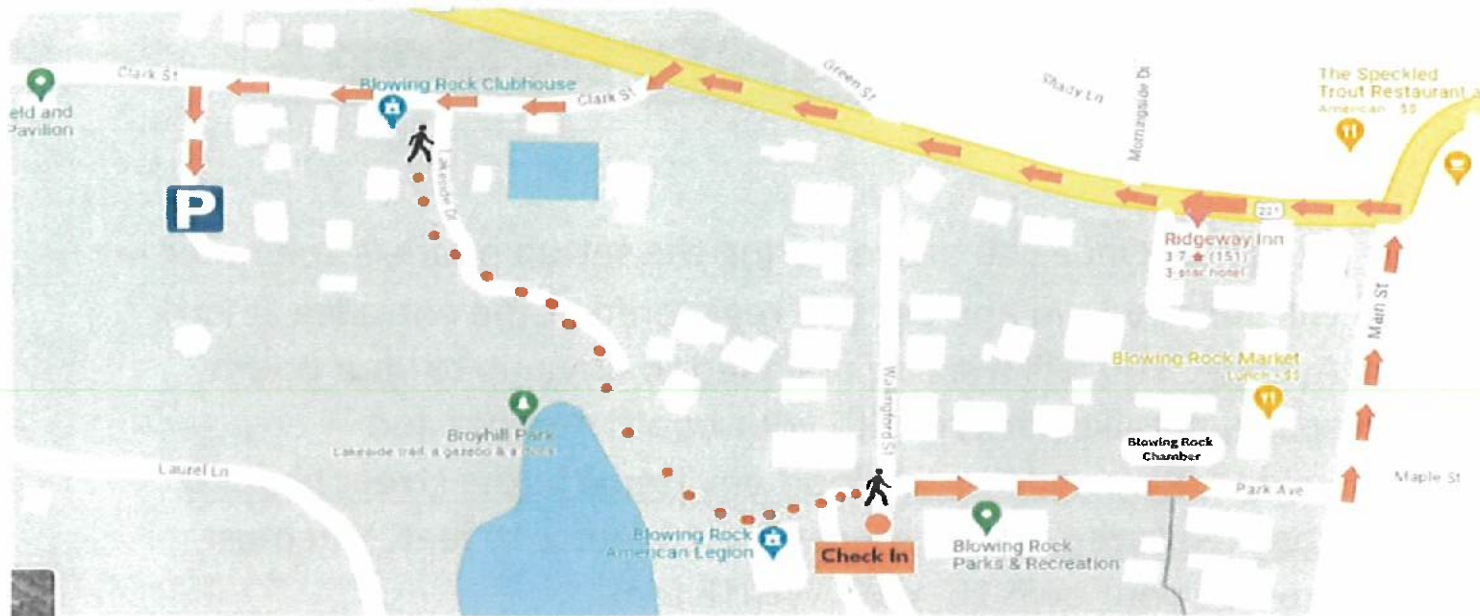 Clark St
Blowing Rock Clubhouse
eld and
Pavilion
Clark St
Green St
Shady Ln
Morningside Dr
The Speckled
Trout Restaurant a
American · $$
Lakeside Dr
P
221
Ridgeway Inn
3.7 ★ (151)
3-star hotel
Main St
Blowing Rock Market
Lunch · $$
Wallingford St
Broyhill Park
Lakeside trail, a gazebo & a
Laurel Ln
Blowing Rock
Chamber
Park Ave
Maple St
Blowing Rock
American Legion
Check In
Blowing Rock
Parks & Recreation